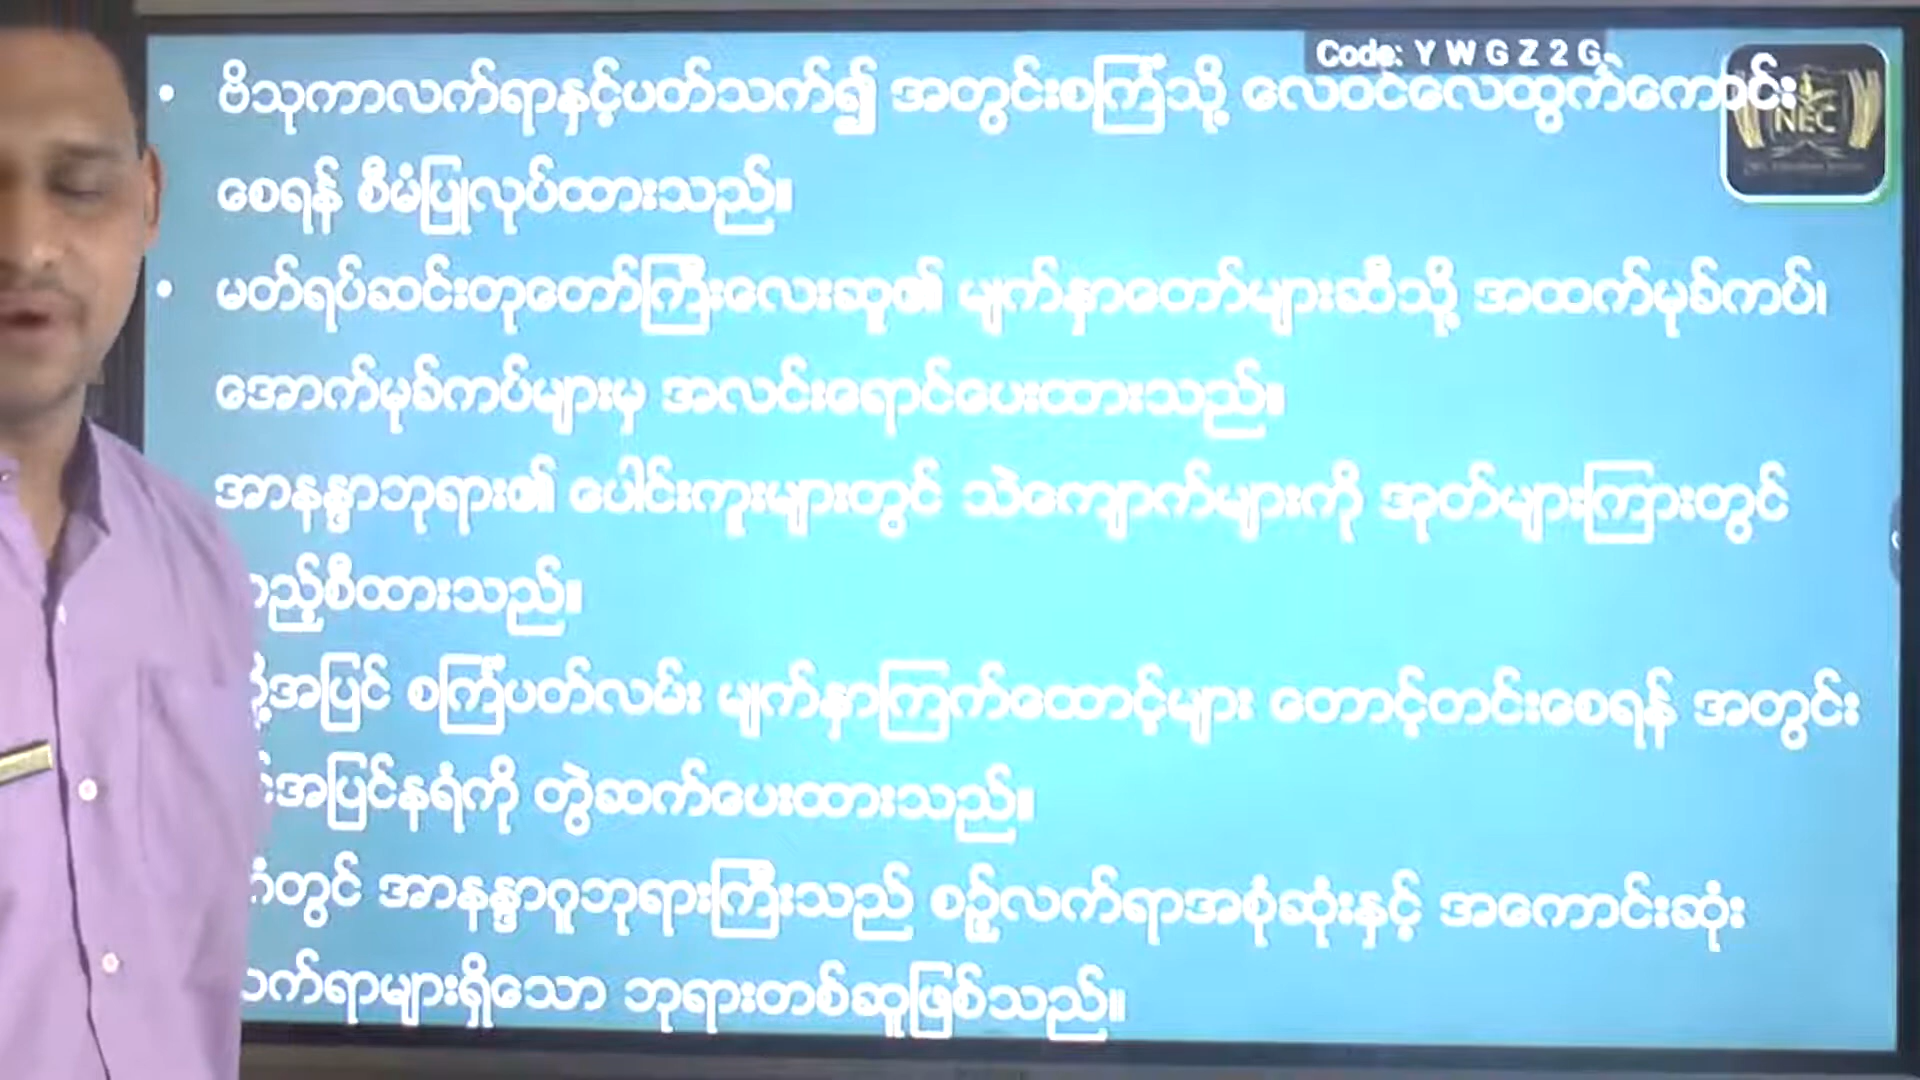 Code: Y W G Z 2 G
NEC
• ဗိသုကာလက်ရာနှင့်ပတ်သက်၍ အတွင်းစင်္ကြံသို့ လေဝင်လေထွက်ကောင်း
စေရန် စီမံပြုလုပ်ထားသည်။
• မတ်ရပ်ဆင်းတုတော်ကြီးလေးဆူ၏ မျက်နှာတော်များဆီသို့ အထက်မုခ်ကပ်၊
အောက်မုခ်ကပ်များမှ အလင်းရောင်ပေးထားသည်။
အာနန္ဒာဘုရား၏ ပေါင်းကူးများတွင် သဲကျောက်များကို အုတ်များကြားတွင်
ည့်စီထားသည်။
ို့အပြင် စင်္ကြံပတ်လမ်း မျက်နှာကြက်ထောင့်များ တောင့်တင်းစေရန် အတွင်း
အပြင်နရံကို တွဲဆက်ပေးထားသည်။
တွင် အာနန္ဒာဂူဘုရားကြီးသည် စဉ့်လက်ရာအစုံဆုံးနှင့် အကောင်းဆုံး
က်ရာများရှိသော ဘုရားတစ်ဆူဖြစ်သည်။